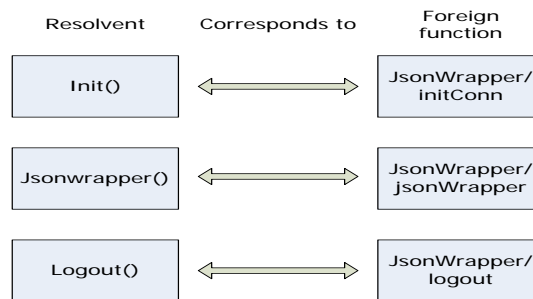 Resolvent Corresponds to Foreign
function
Init() JsonWrapper/
initConn
Jsonwrapper() JsonWrapper/
jsonWrapper
Logout() JsonWrapper/
logout